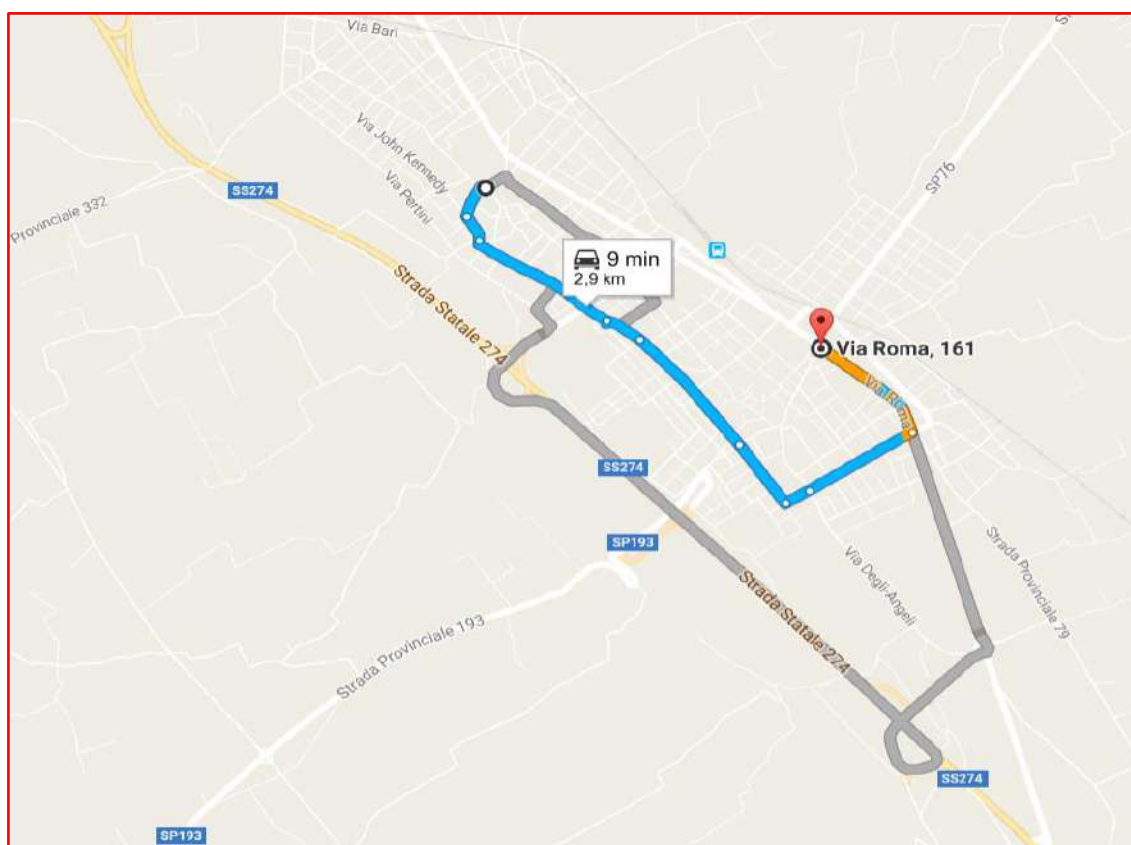 Via Bari
Via John Kennedy
Via Pertini
SS274
Provinciale 332
SP76
9 min
2,9 km
Strada Statale 274
Via Roma, 161
Via Roma
SS274
SP193
Strada Provinciale 193
Strada Statale 274
Via Degli Angeli
Strada Provinciale 79
SS274
SP193